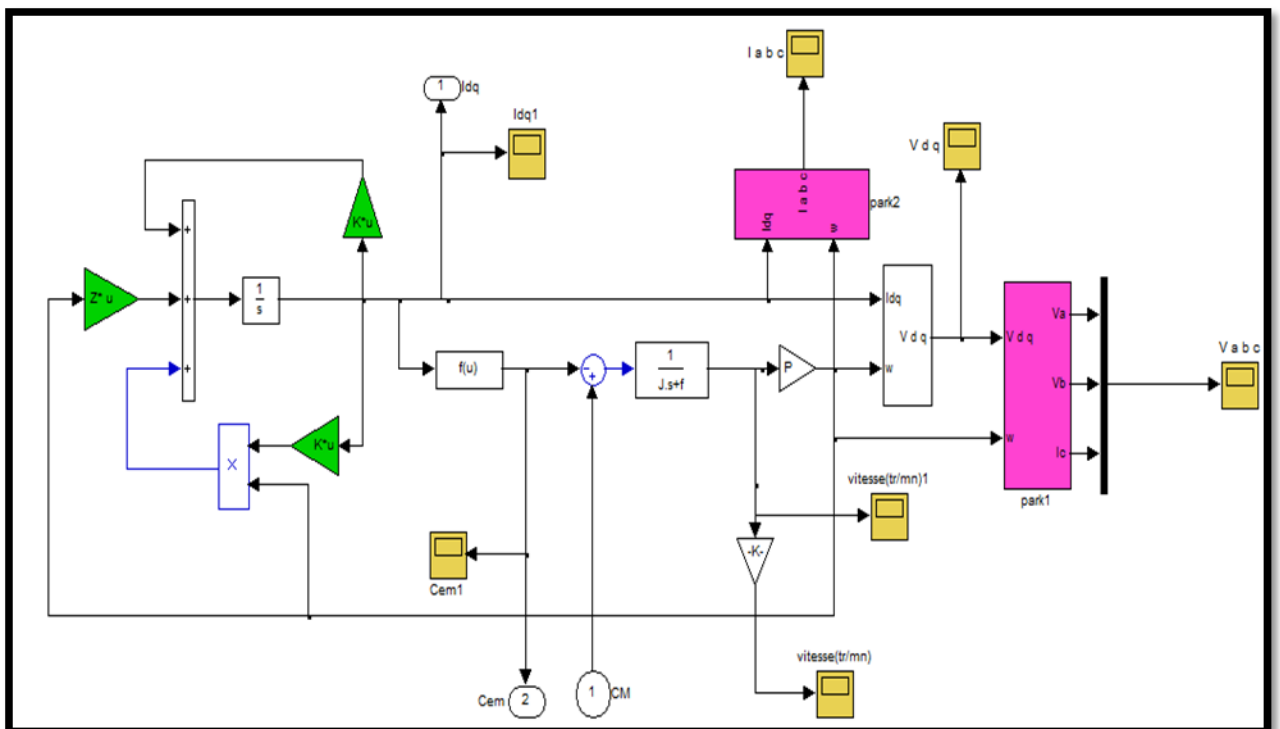 I a b c
1 Idq
Idq1
V d q
K*u
I a b c
Idq
w
park2
+
+
+
Z* u
1
s
Idq
V d q
w
V d q
w
Va
Vb
Ic
park1
V a b c
f(u)
-
+
1
J.s+f
P
K*u
X
vitesse(tr/mn)1
-K-
Cem1
vitesse(tr/mn)
Cem 2
1 CM